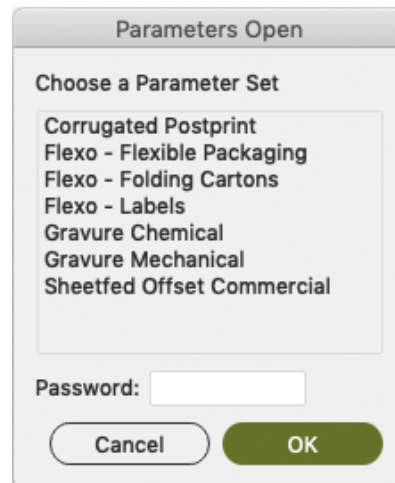 Parameters Open
Choose a Parameter Set
Corrugated Postprint
Flexo - Flexible Packaging
Flexo - Folding Cartons
Flexo - Labels
Gravure Chemical
Gravure Mechanical
Sheetfed Offset Commercial
Password:
Cancel OK